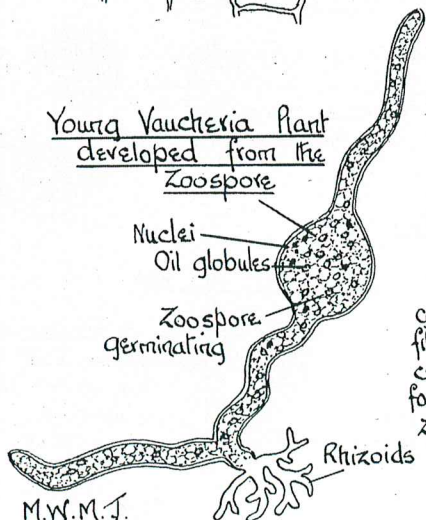 Young Vaucheria Plant
developed from the
Zoospore
Nuclei
Oil globules
Zoospore
germinating
Rhizoids
M.W.M.J.